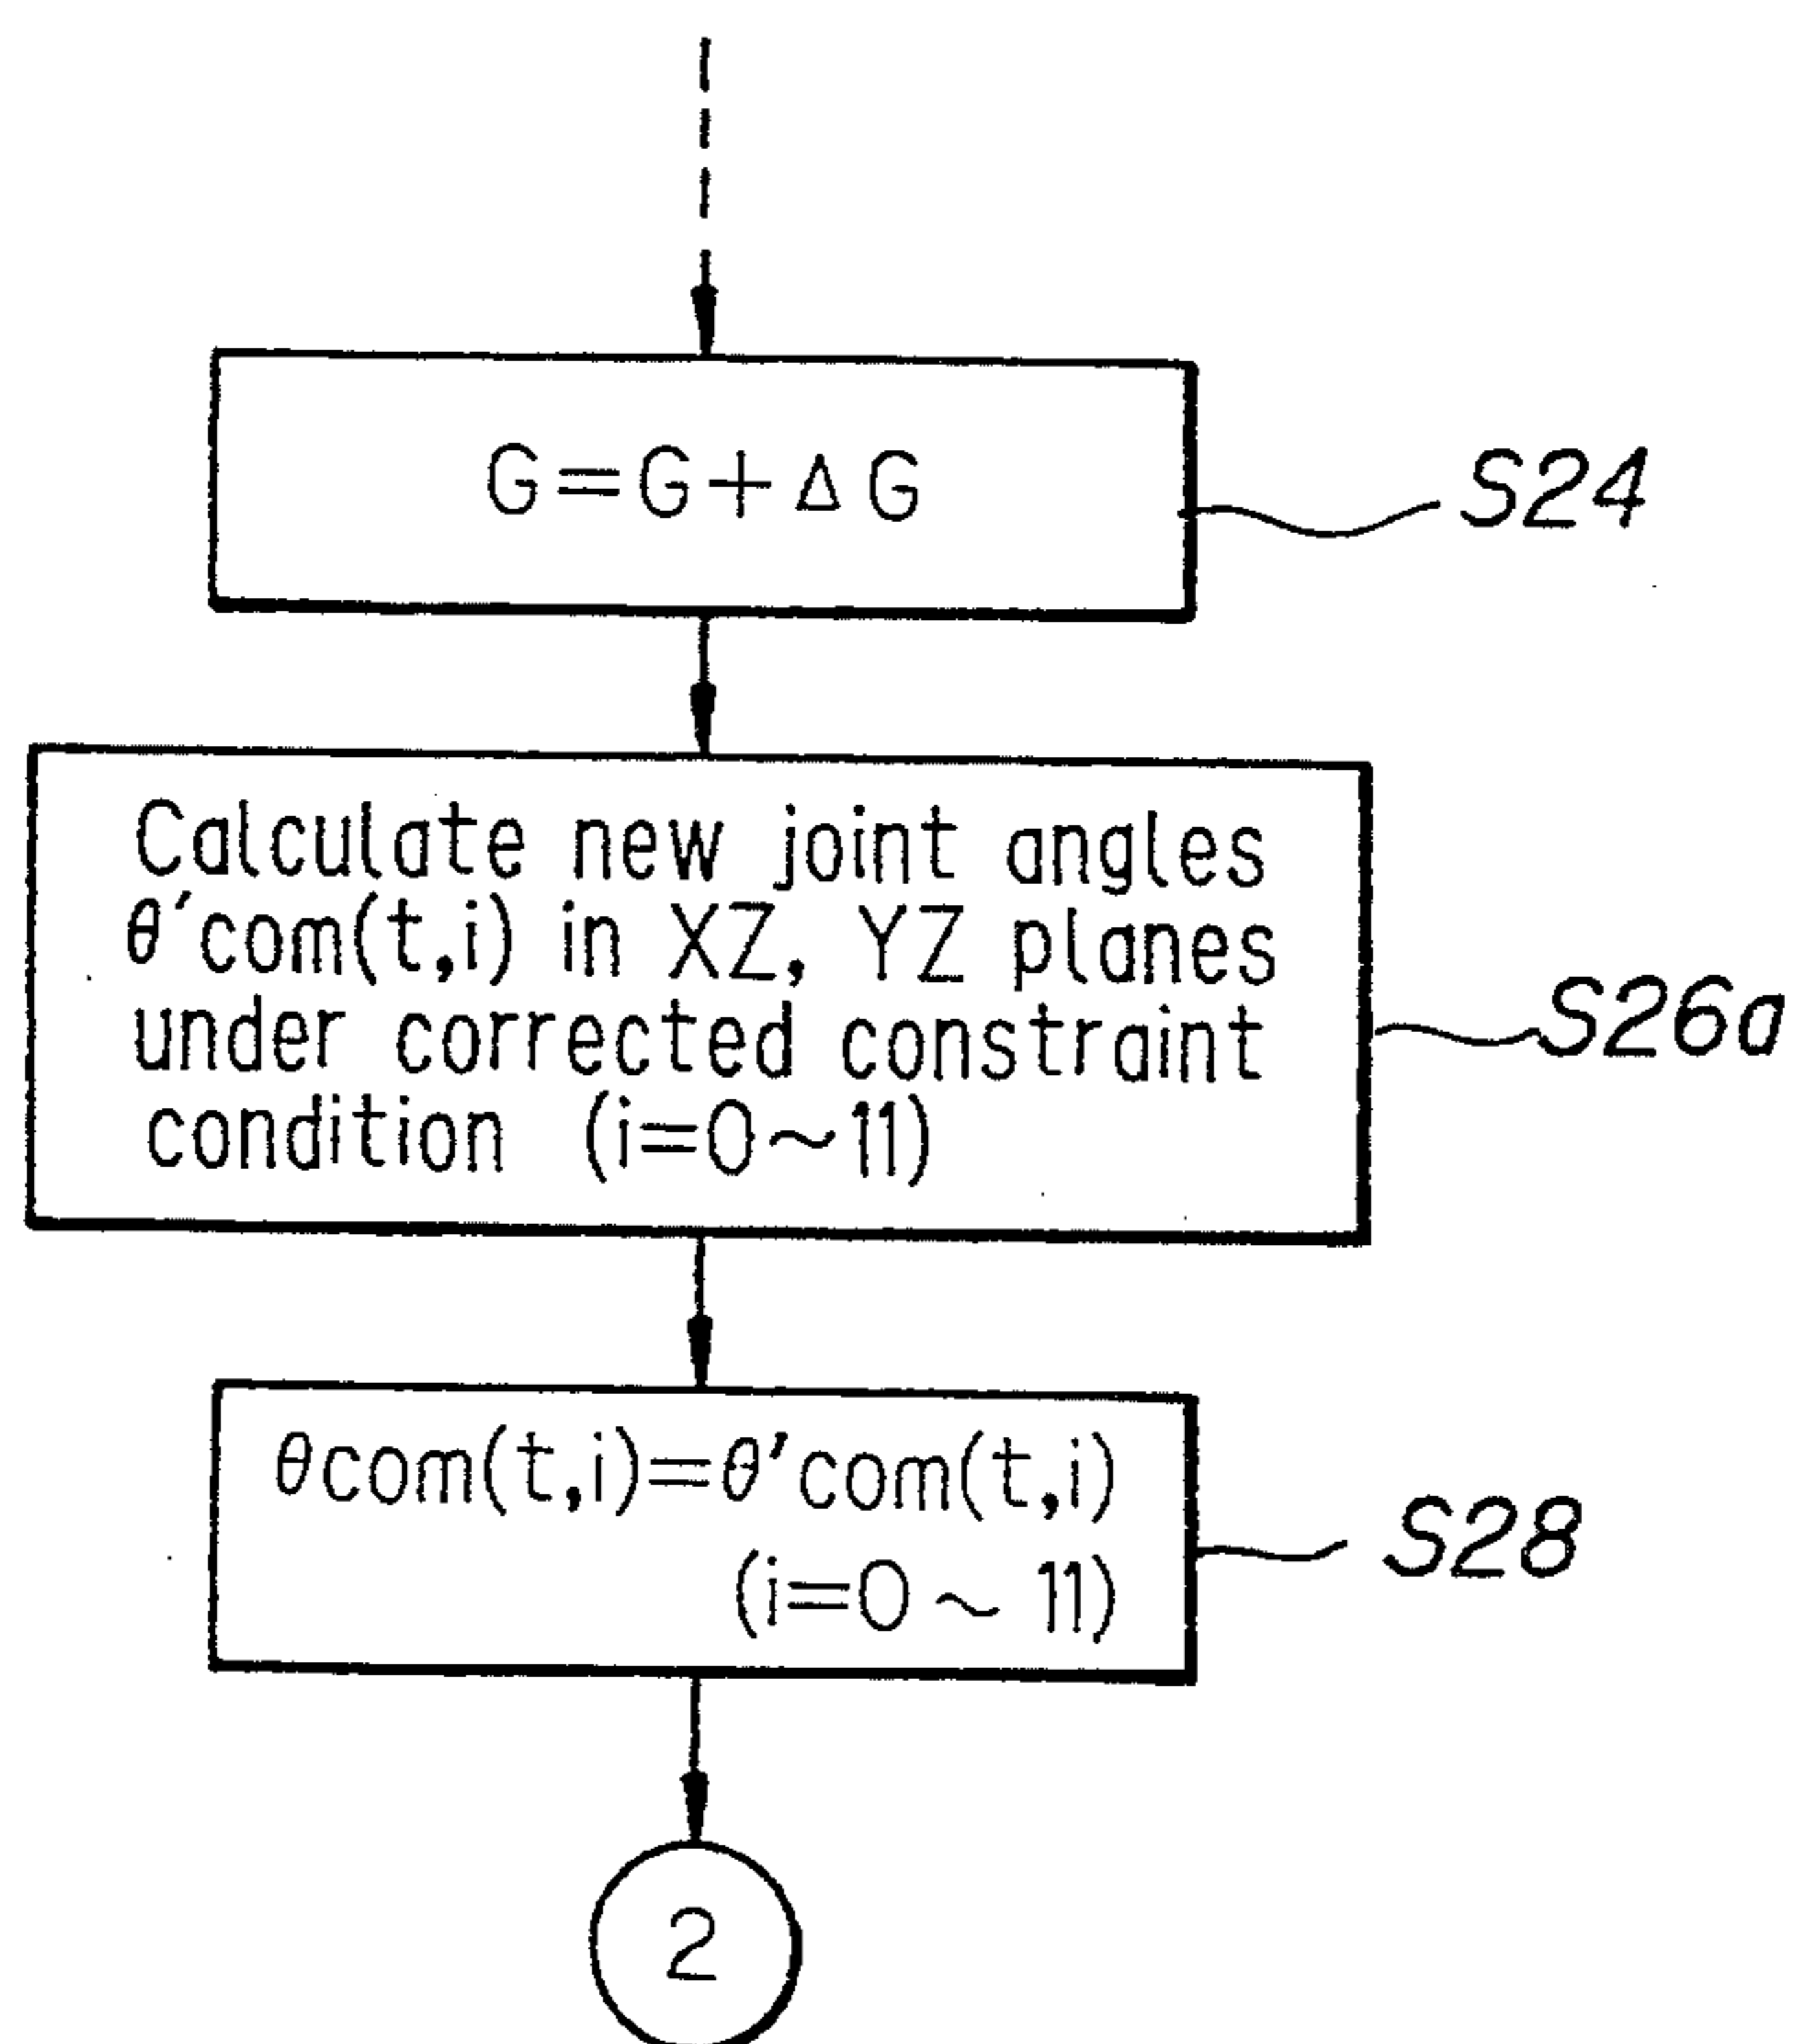 G=G+ΔG
S24
Calculate new joint angles
θ'com(t,i) in XZ, YZ planes
under corrected constraint
condition (i=0~11)
S26a
θcom(t,i)=θ'com(t,i)
(i=0~11)
S28
2